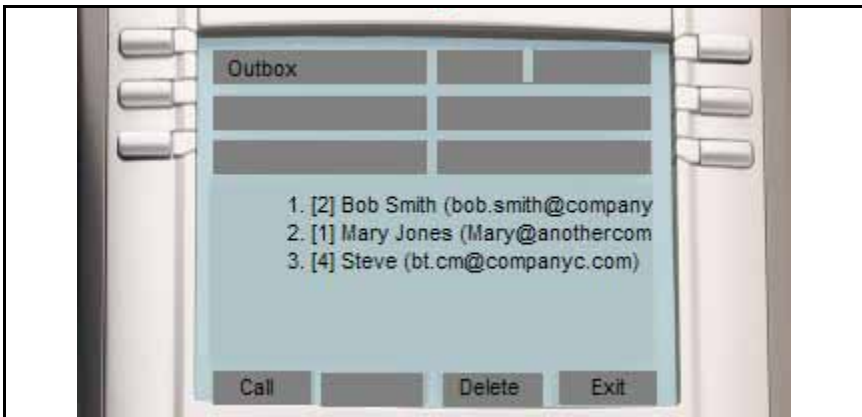 Outbox
1. [2] Bob Smith (bob.smith@company
2. [1] Mary Jones (Mary@anothercom
3. [4] Steve (bt.cm@companyc.com)
Call Delete Exit